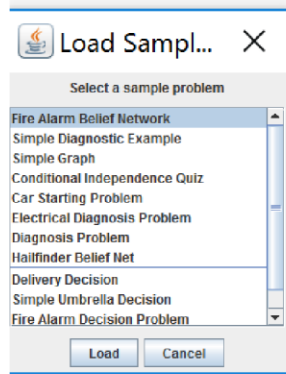 Load Sampl...
Select a sample problem
Fire Alarm Belief Network
Simple Diagnostic Example
Simple Graph
Conditional Independence Quiz
Car Starting Problem
Electrical Diagnosis Problem
Diagnosis Problem
Hailfinder Belief Net
Delivery Decision
Simple Umbrella Decision
Fire Alarm Decision Problem
Load Cancel